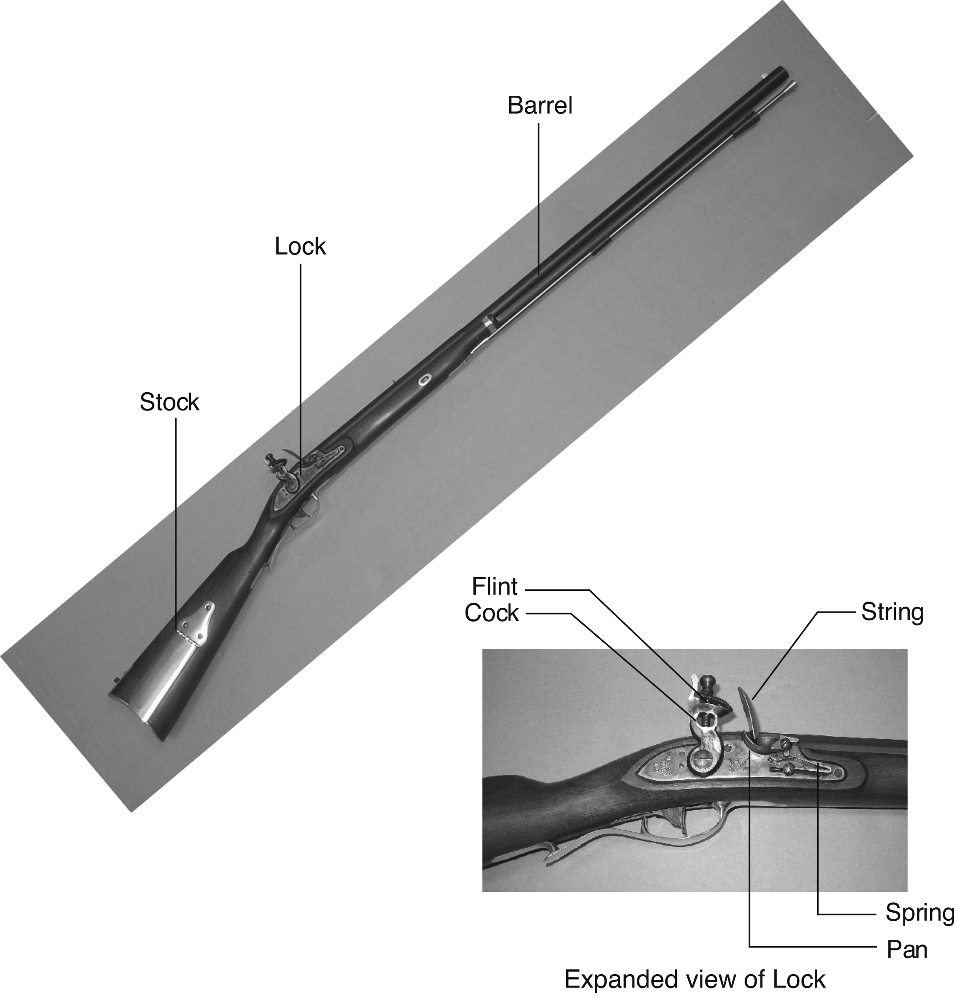 Barrel
Lock
Stock
Flint
Cock
String
Spring
Pan
Expanded view of Lock